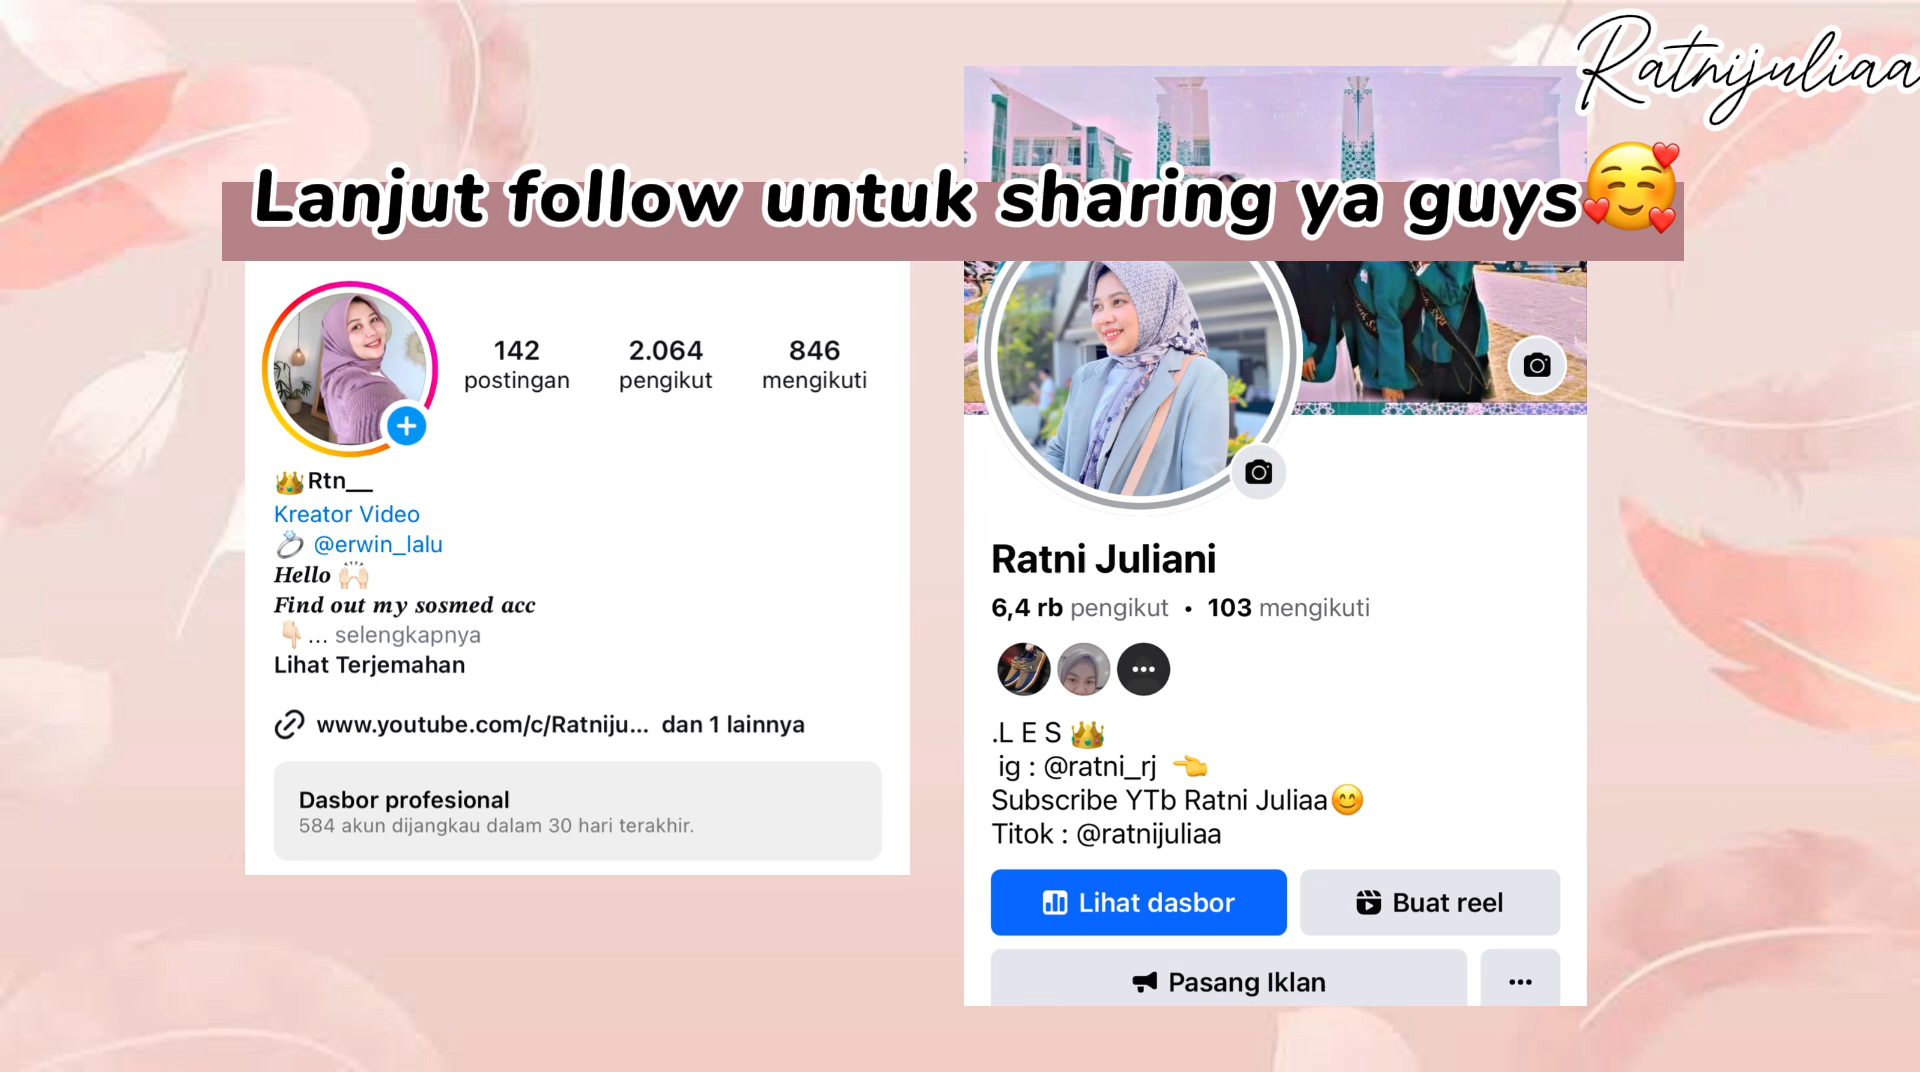 Ratnijuliaa
Lanjut follow untuk sharing ya guys🥰
142
postingan
2.064
pengikut
846
mengikuti
👑Rtn__
Kreator Video
💍 @erwin_lalu
Hello 🙌🏻
Find out my sosmed acc
👇🏻... selengkapnya
Lihat Terjemahan
www.youtube.com/c/Ratniju... dan 1 lainnya
Dasbor profesional
584 akun dijangkau dalam 30 hari terakhir.
Ratni Juliani
6,4 rb pengikut • 103 mengikuti
.L E S 👑
ig : @ratni_rj 👈
Subscribe YTb Ratni Juliaa😊
Titok : @ratnijuliaa
Lihat dasbor
Buat reel
Pasang Iklan